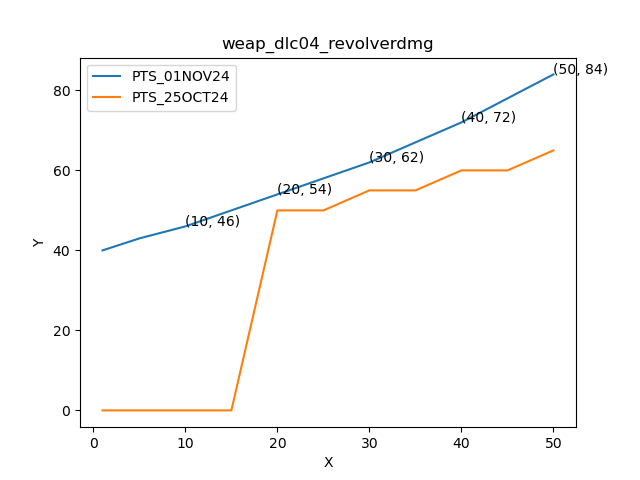 weap_dlc04_revolverdmg
PTS_01NOV24
PTS_25OCT24
(50, 84)
(40, 72)
(30, 62)
(20, 54)
(10, 46)
Y
80
60
40
20
0
0 10 20 30 40 50
X